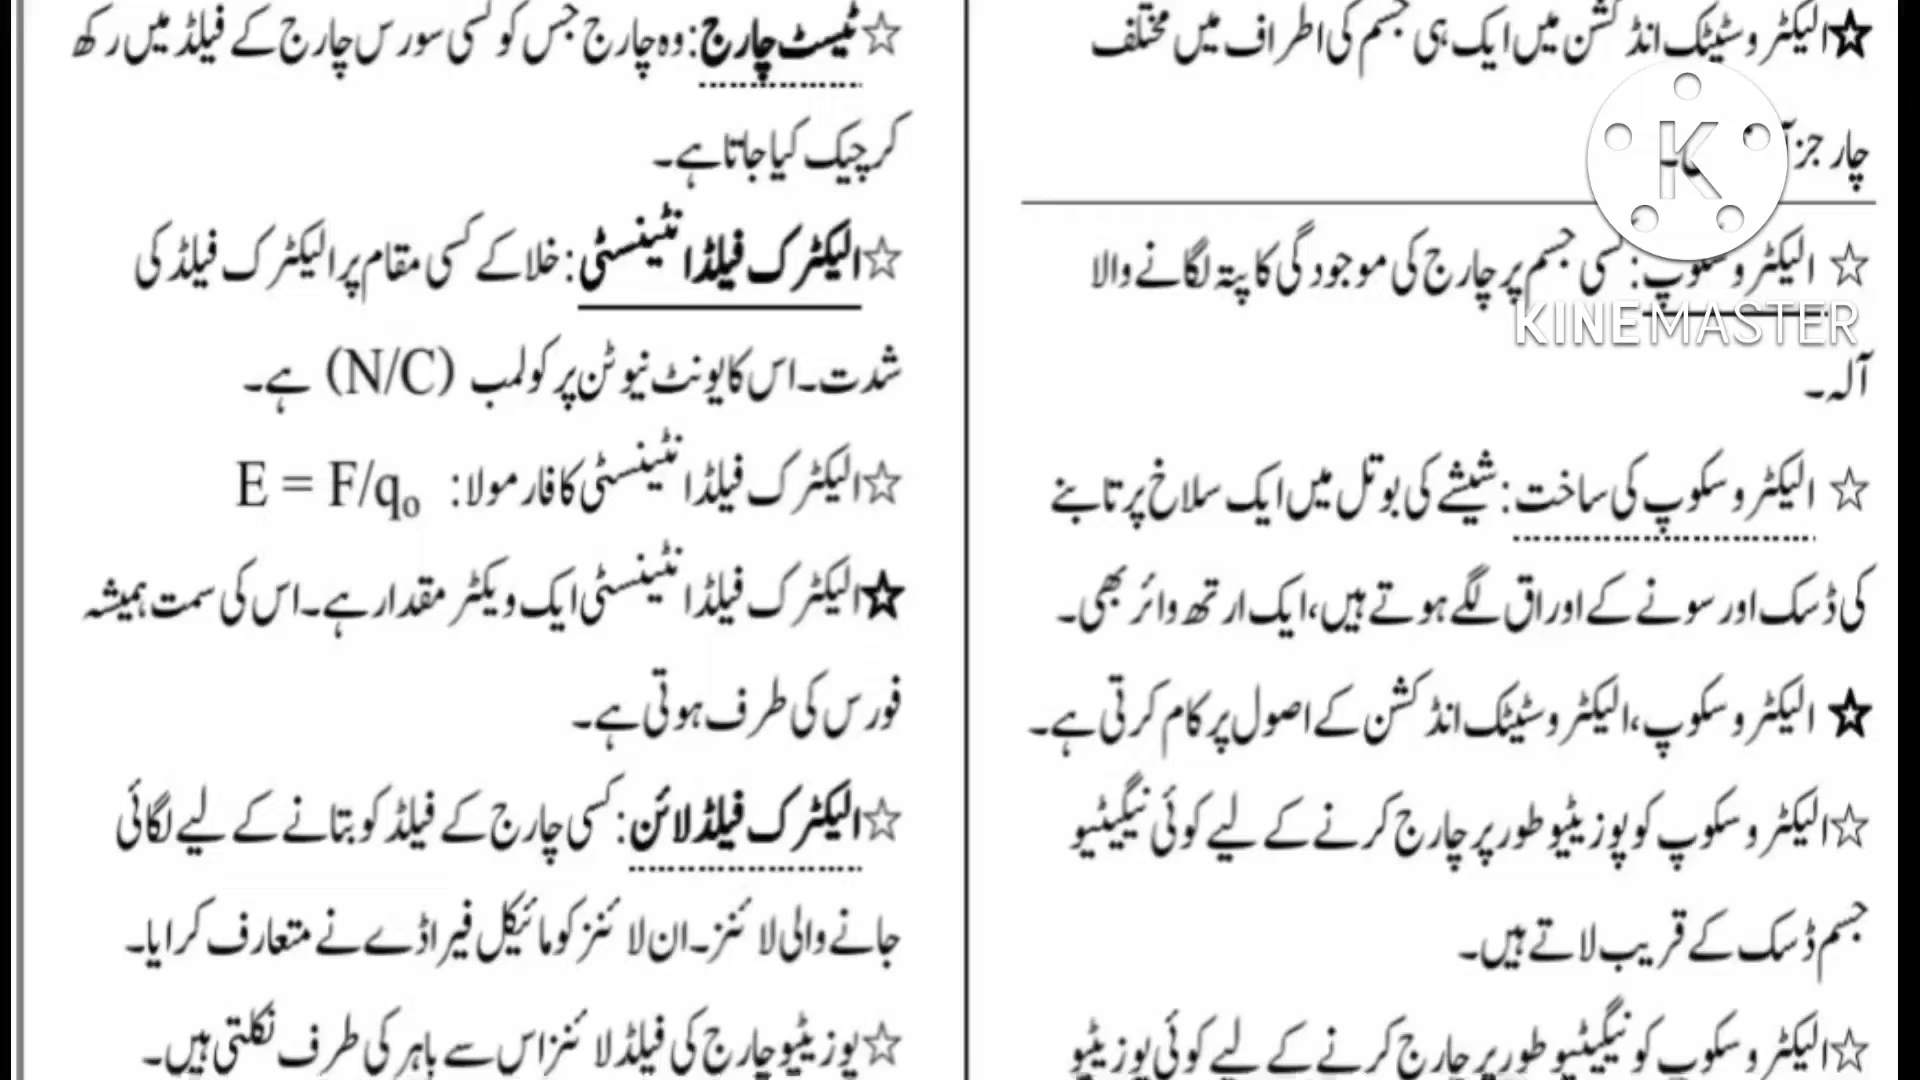 ☆الیکٹروسٹیٹک انڈکشن میں ایک ہی جسم کی اطراف میں مختلف
چارجز
☆ الیکٹروسکوپ: کسی جسم پر چارج کی موجودگی کا پتہ لگانے والا
آلہ۔
☆ الیکٹروسکوپ کی ساخت: شیشے کی بوتل میں ایک سلاخ پر تانبے
کی ڈسک اور سونے کے اوراق لگے ہوتے ہیں، ایک ارتھ وائر بھی۔
☆ الیکٹروسکوپ، الیکٹروسٹیٹک انڈکشن کے اصول پر کام کرتی ہے۔
☆الیکٹروسکوپ کو پوزیٹیو طور پر چارج کرنے کے لیے کوئی نیگیٹیو
جسم ڈسک کے قریب لاتے ہیں۔
☆الیکٹروسکوپ کو نیگیٹیو طور پر چارج کرنے کے لیے کوئی پوزیٹیو
☆ٹیسٹ چارج: وہ چارج جس کو کسی سورس چارج کے فیلڈ میں رکھ
کر چیک کیا جاتا ہے۔
☆الیکٹرک فیلڈ انٹینسٹی: خلا کے کسی مقام پر الیکٹرک فیلڈ کی
شدت۔ اس کا یونٹ نیوٹن پر کولمب (N/C) ہے۔
☆الیکٹرک فیلڈ انٹینسٹی کا فارمولا: E = F/qo
☆الیکٹرک فیلڈ انٹینسٹی ایک ویکٹر مقدار ہے۔ اس کی سمت ہمیشہ
فورس کی طرف ہوتی ہے۔
☆الیکٹرک فیلڈ لائن: کسی چارج کے فیلڈ کو بتانے کے لیے لگائی
جانے والی لائنز۔ ان لائنز کو مائیکل فیراڈے نے متعارف کرایا۔
☆پوزیٹیو چارج کی فیلڈ لائنز اس سے باہر کی طرف نکلتی ہیں۔
K
KINEMASTER